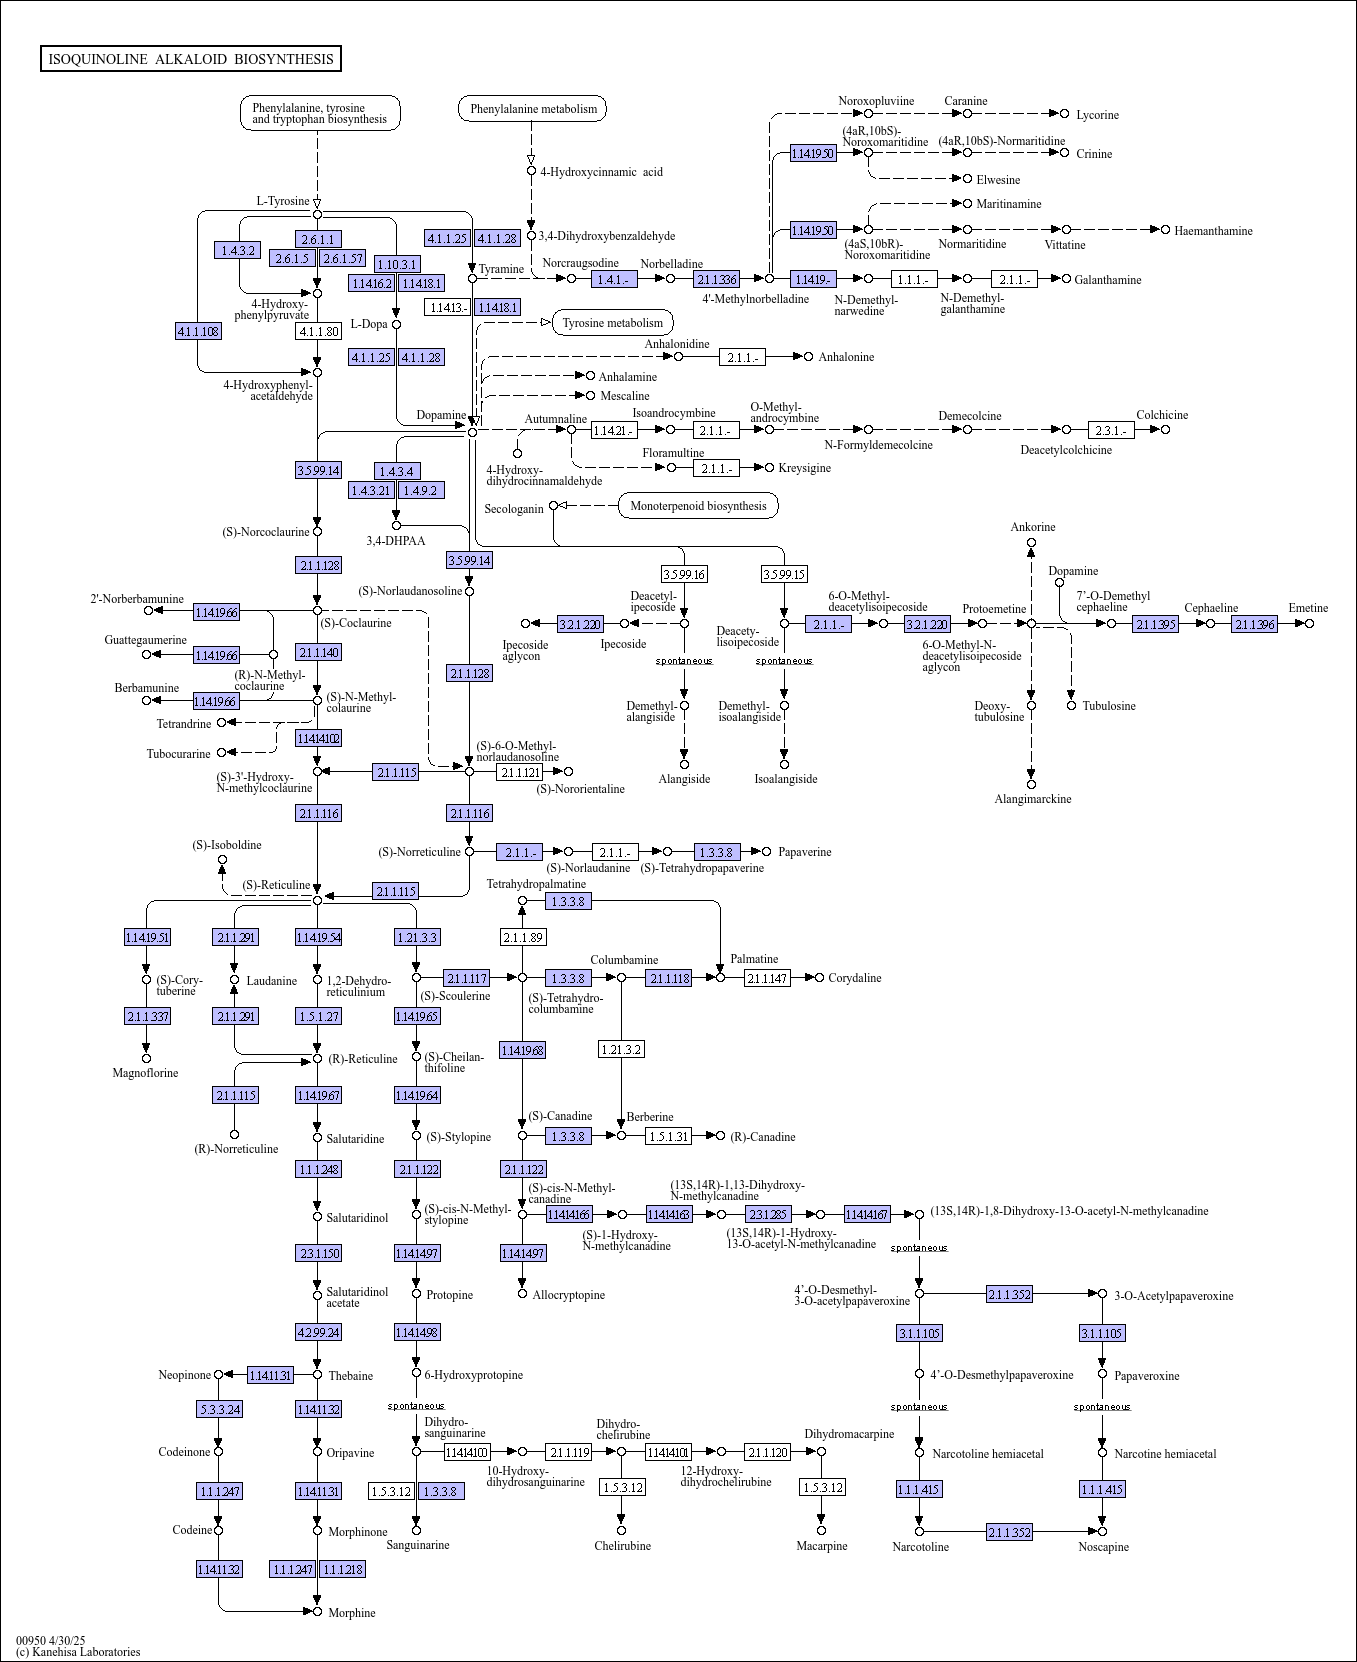 ISOQUINOLINE ALKALOID BIOSYNTHESIS
Phenylalanine, tyrosine
and tryptophan biosynthesis
Phenylalanine metabolism
4-Hydroxycinnamic acid
L-Tyrosine
3,4-Dihydroxybenzaldehyde
Noroxopluviine
Caranine
Lycorine
(4aR,10bS)-
Noroxomaritidine
(4aR,10bS)-Normaritidine
1.14.19.50
Crinine
Elwesine
Maritinamine
1.14.19.50
(4aS,10bR)-
Noroxomaritidine
Normaritidine
Vittatine
Haemanthamine
1.4.3.2
2.6.1.1
2.6.1.5
2.6.1.57
1.10.3.1
1.14.16.2
1.14.18.1
4.1.1.25
4.1.1.28
Tyramine
Norcraugsodine
1.4.1.-
Norbelladine
2.1.1.336
4'-Methylnorbelladine
1.14.19.-
N-Demethyl-
narwedine
1.1.1.-
N-Demethyl-
galanthamine
2.1.1.-
Galanthamine
4-Hydroxy-
phenylpyruvate
1.14.13.-
1.14.18.1
4.1.1.108
4.1.1.80
L-Dopa
Tyrosine metabolism
4.1.1.25
4.1.1.28
Anhalonidine
2.1.1.-
Anhalonine
4-Hydroxyphenyl-
acetaldehyde
Anhalamine
Mescaline
Dopamine
Autumnaline
1.14.21.-
Isoandrocymbine
2.1.1.-
O-Methyl-
androcymbine
N-Formyldemecolcine
Demecolcine
Deacetylcolchicine
2.3.1.-
Colchicine
4-Hydroxy-
dihydrocinnamaldehyde
Floramultine
2.1.1.-
Kreysigine
3.5.99.14
1.4.3.4
1.4.3.21
1.4.9.2
Secologanin
Monoterpenoid biosynthesis
(S)-Norcoclaurine
3,4-DHPAA
2.1.1.128
3.5.99.14
3.5.99.16
3.5.99.15
Ankorine
Dopamine
(S)-Norlaudanosoline
2'-Norberbamunine
1.14.19.66
(S)-Coclaurine
Deacetyl-
ipecoside
6-O-Methyl-
deacetylisoipecoside
Protoemetine
7’-O-Demethyl
cephaeline
Cephaeline
Emetine
3.2.1.220
2.1.1.-
3.2.1.220
2.1.1.395
2.1.1.396
Ipecoside
aglycon
Ipecoside
Deacety-
lisoipecoside
6-O-Methyl-N-
deacetylisoipecoside
aglycon
Guattegaumerine
1.14.19.66
2.1.1.140
(R)-N-Methyl-
coclaurine
spontaneous
spontaneous
2.1.1.128
Berbamunine
1.14.19.66
(S)-N-Methyl-
colaurine
Demethyl-
alangiside
Demethyl-
isoalangiside
Deoxy-
tubulosine
Tubulosine
Tetrandrine
Tubocurarine
1.14.14.102
(S)-6-O-Methyl-
norlaudanosoline
(S)-3'-Hydroxy-
N-methylcoclaurine
2.1.1.115
2.1.1.121
(S)-Nororientaline
Alangiside
Isoalangiside
Alangimarckine
2.1.1.116
2.1.1.116
(S)-Isoboldine
(S)-Norreticuline
2.1.1.-
(S)-Norlaudanine
2.1.1.-
(S)-Tetrahydropapaverine
1.3.3.8
Papaverine
(S)-Reticuline
2.1.1.115
Tetrahydropalmatine
1.3.3.8
1.14.19.51
2.1.1.291
1.14.19.54
1.21.3.3
2.1.1.89
Columbamine
Palmatine
(S)-Cory-
tuberine
Laudanine
1,2-Dehydro-
reticulinium
2.1.1.117
(S)-Scoulerine
1.3.3.8
(S)-Tetrahydro-
columbamine
2.1.1.118
2.1.1.147
Corydaline
2.1.1.337
2.1.1.291
1.5.1.27
1.14.19.65
Magnoflorine
(R)-Reticuline
(S)-Cheilan-
thifoline
1.14.19.68
1.21.3.2
2.1.1.115
1.14.19.67
1.14.19.64
(R)-Norreticuline
Salutaridine
(S)-Stylopine
(S)-Canadine
1.3.3.8
Berberine
1.5.1.31
(R)-Canadine
1.1.1.248
2.1.1.122
2.1.1.122
Salutaridinol
(S)-cis-N-Methyl-
stylopine
(S)-cis-N-Methyl-
canadine
1.14.14.166
(S)-1-Hydroxy-
N-methylcanadine
1.14.14.163
(13S,14R)-1,13-Dihydroxy-
N-methylcanadine
2.3.1.285
(13S,14R)-1-Hydroxy-
13-O-acetyl-N-methylcanadine
1.14.14.167
(13S,14R)-1,8-Dihydroxy-13-O-acetyl-N-methylcanadine
2.3.1.150
1.14.14.97
1.14.14.97
spontaneous
Salutaridinol
acetate
Protopine
Allocryptopine
4’-O-Desmethyl-
3-O-acetylpapaveroxine
2.1.1.352
3-O-Acetylpapaveroxine
4.2.99.24
1.14.14.98
3.1.1.105
3.1.1.105
Neopinone
1.14.11.31
Thebaine
6-Hydroxyprotopine
4’-O-Desmethylpapaveroxine
Papaveroxine
5.3.3.24
1.14.11.32
spontaneous
spontaneous
spontaneous
Codeinone
Oripavine
Dihydro-
sanguinarine
1.14.14.100
10-Hydroxy-
dihydrosanguinarine
2.1.1.119
Dihydro-
chelirubine
1.14.14.101
12-Hydroxy-
dihydrochelirubine
2.1.1.120
Dihydromacarpine
Narcotoline hemiacetal
Narcotine hemiacetal
1.1.1.247
1.14.11.31
1.5.3.12
1.3.3.8
1.5.3.12
1.5.3.12
1.1.1.415
1.1.1.415
Codeine
Morphinone
Sanguinarine
Chelirubine
Macarpine
Narcotoline
2.1.1.352
Noscapine
1.14.11.32
1.1.1.247
1.1.1.218
Morphine
00950 4/30/25
(c) Kanehisa Laboratories